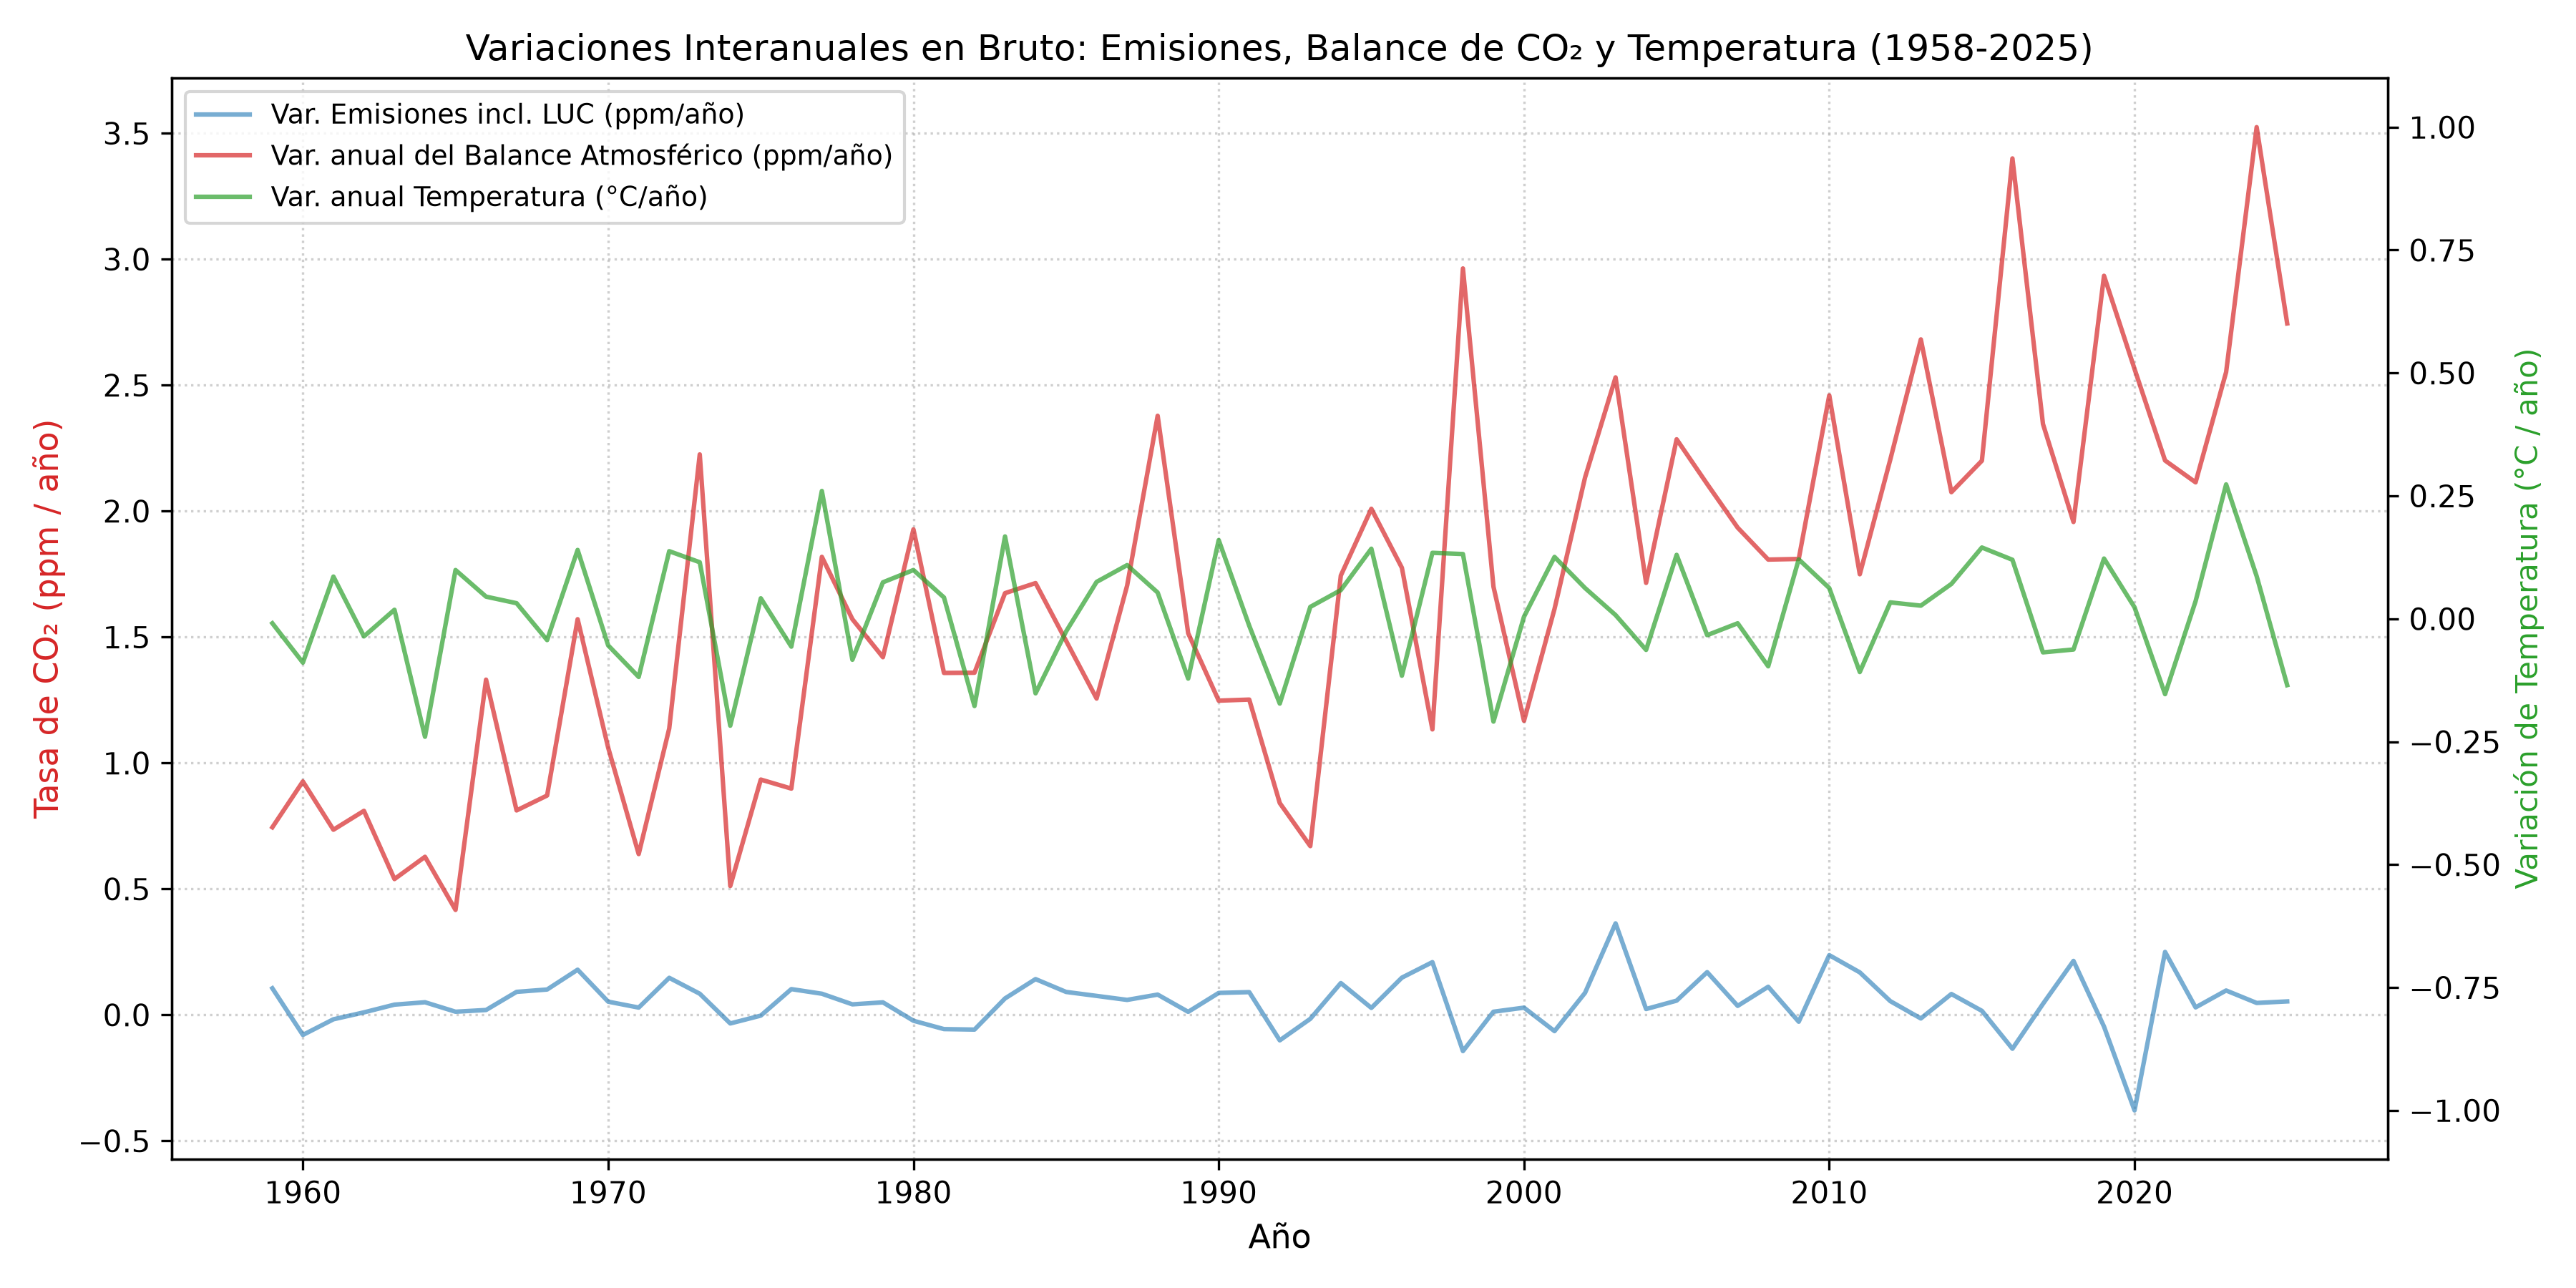 Variaciones Interanuales en Bruto: Emisiones, Balance de CO₂ y Temperatura (1958-2025)
Var. Emisiones incl. LUC (ppm/año)
Var. anual del Balance Atmosférico (ppm/año)
Var. anual Temperatura (°C/año)
Tasa de CO₂ (ppm / año)
3.5
3.0
2.5
2.0
1.5
1.0
0.5
0.0
−0.5
1.00
0.75
0.50
0.25
0.00
−0.25
−0.50
−0.75
−1.00
Variación de Temperatura (°C / año)
1960 1970 1980 1990 2000 2010 2020
Año